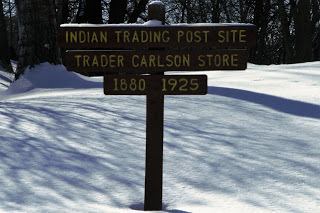 INDIAN TRADING POST SITE
TRADER CARLSON STORE
1880 1925